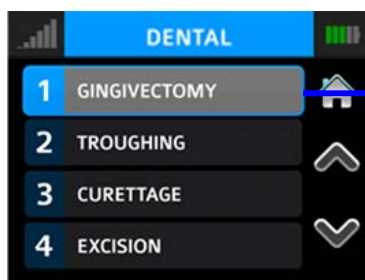 DENTAL
1 GINGIVECTOMY
2 TROUGHING
3 CURETTAGE
4 EXCISION